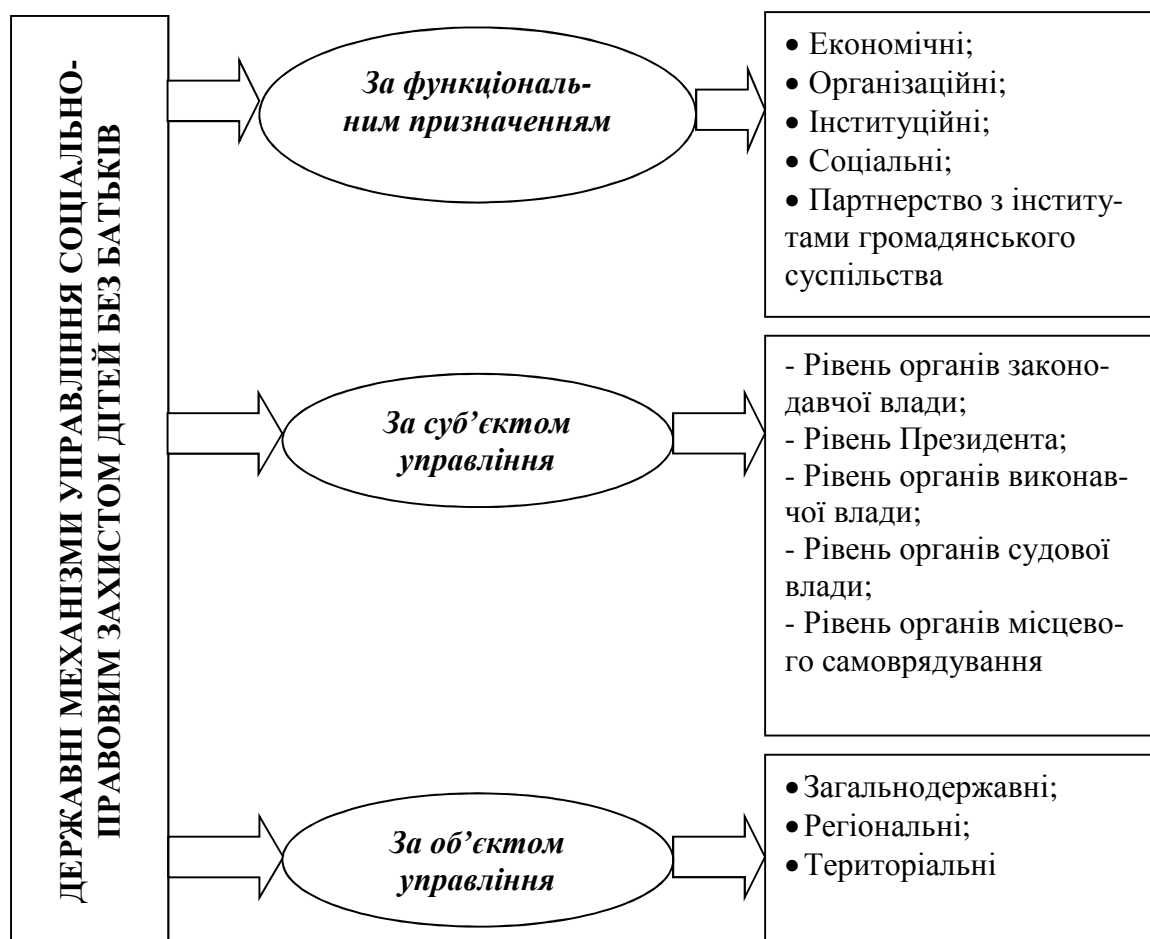 ДЕРЖАВНІ МЕХАНІЗМИ УПРАВЛІННЯ СОЦІАЛЬНО-
ПРАВОВИМ ЗАХИСТОМ ДІТЕЙ БЕЗ БАТЬКІВ
За функціональ-
ним призначенням
• Економічні;
• Організаційні;
• Інституційні;
• Соціальні;
• Партнерство з інститу-
тами громадянського
суспільства
За суб’єктом
управління
- Рівень органів законо-
давчої влади;
- Рівень Президента;
- Рівень органів виконав-
чої влади;
- Рівень органів судової
влади;
- Рівень органів місцево-
го самоврядування
За об’єктом
управління
• Загальнодержавні;
• Регіональні;
• Територіальні